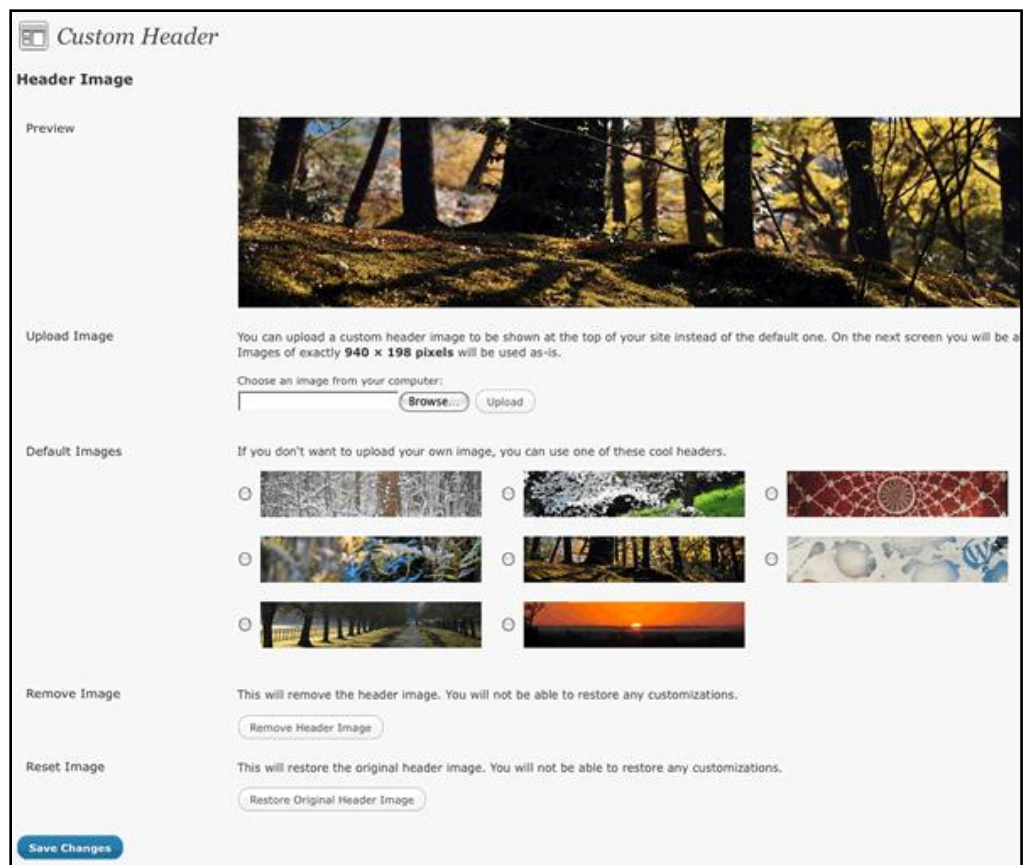 Custom Header
Header Image
Preview
Upload Image
You can upload a custom header image to be shown at the top of your site instead of the default one. On the next screen you will be a
Images of exactly 940 × 198 pixels will be used as-is.
Choose an image from your computer:
Browse... Upload
Default Images
If you don't want to upload your own image, you can use one of these cool headers.
Remove Image
This will remove the header image. You will not be able to restore any customizations.
Remove Header Image
Reset Image
This will restore the original header image. You will not be able to restore any customizations.
Restore Original Header Image
Save Changes